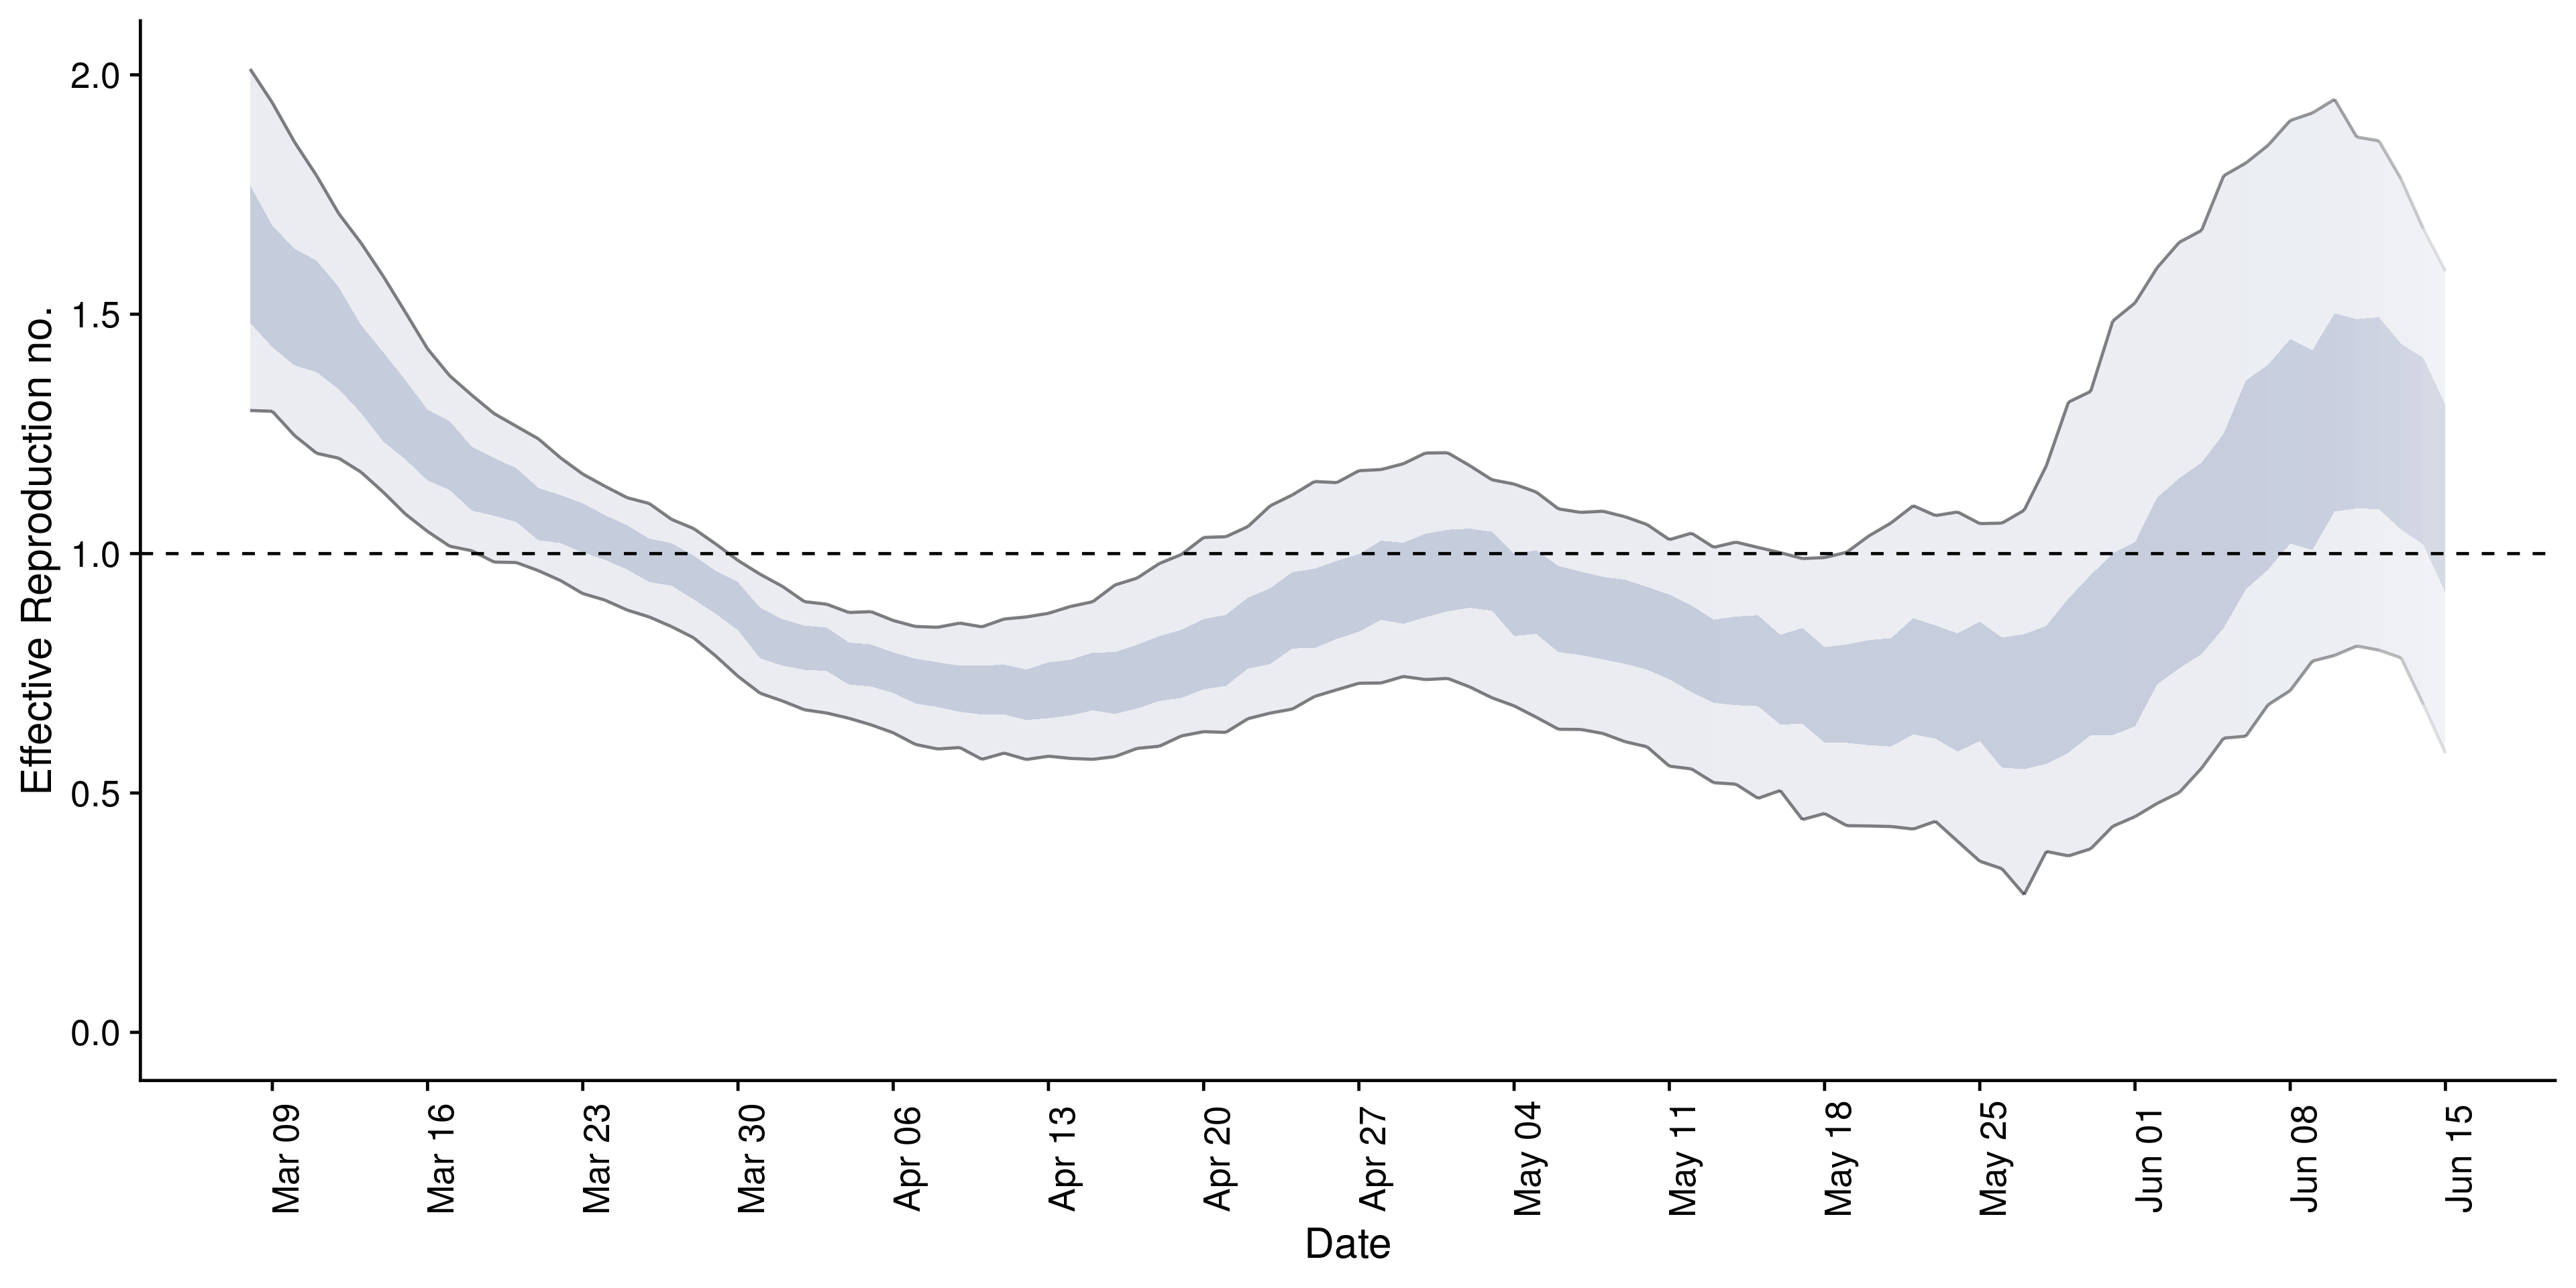 Effective Reproduction no.
2.0
1.5
1.0
0.5
0.0
Mar 09
Mar 16
Mar 23
Mar 30
Apr 06
Apr 13
Apr 20
Apr 27
May 04
May 11
May 18
May 25
Jun 01
Jun 08
Jun 15
Date